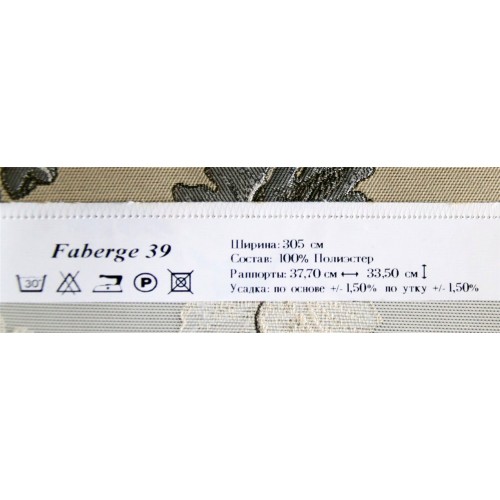 Faberge 39
30°
P
Ширина: 305 см
Состав: 100% Полиэстер
Раппорты: 37,70 см ↔ 33,50 см ↕
Усадка: по основе +/- 1,50% по утку +/- 1,50%